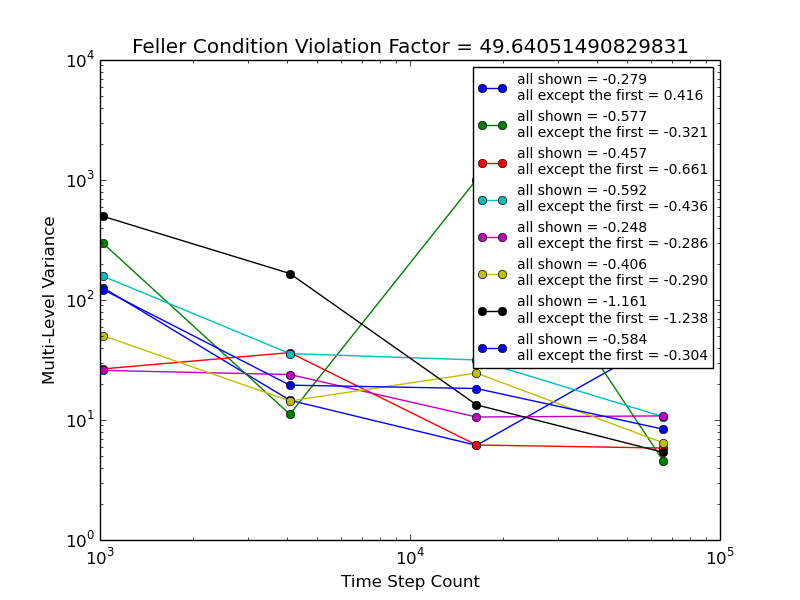 Feller Condition Violation Factor = 49.64051490829831
10^4
10^3
10^2
10^1
10^0
Multi-Level Variance
all shown = -0.279
all except the first = 0.416
all shown = -0.577
all except the first = -0.321
all shown = -0.457
all except the first = -0.661
all shown = -0.592
all except the first = -0.436
all shown = -0.248
all except the first = -0.286
all shown = -0.406
all except the first = -0.290
all shown = -1.161
all except the first = -1.238
all shown = -0.584
all except the first = -0.304
10^3
10^4
10^5
Time Step Count